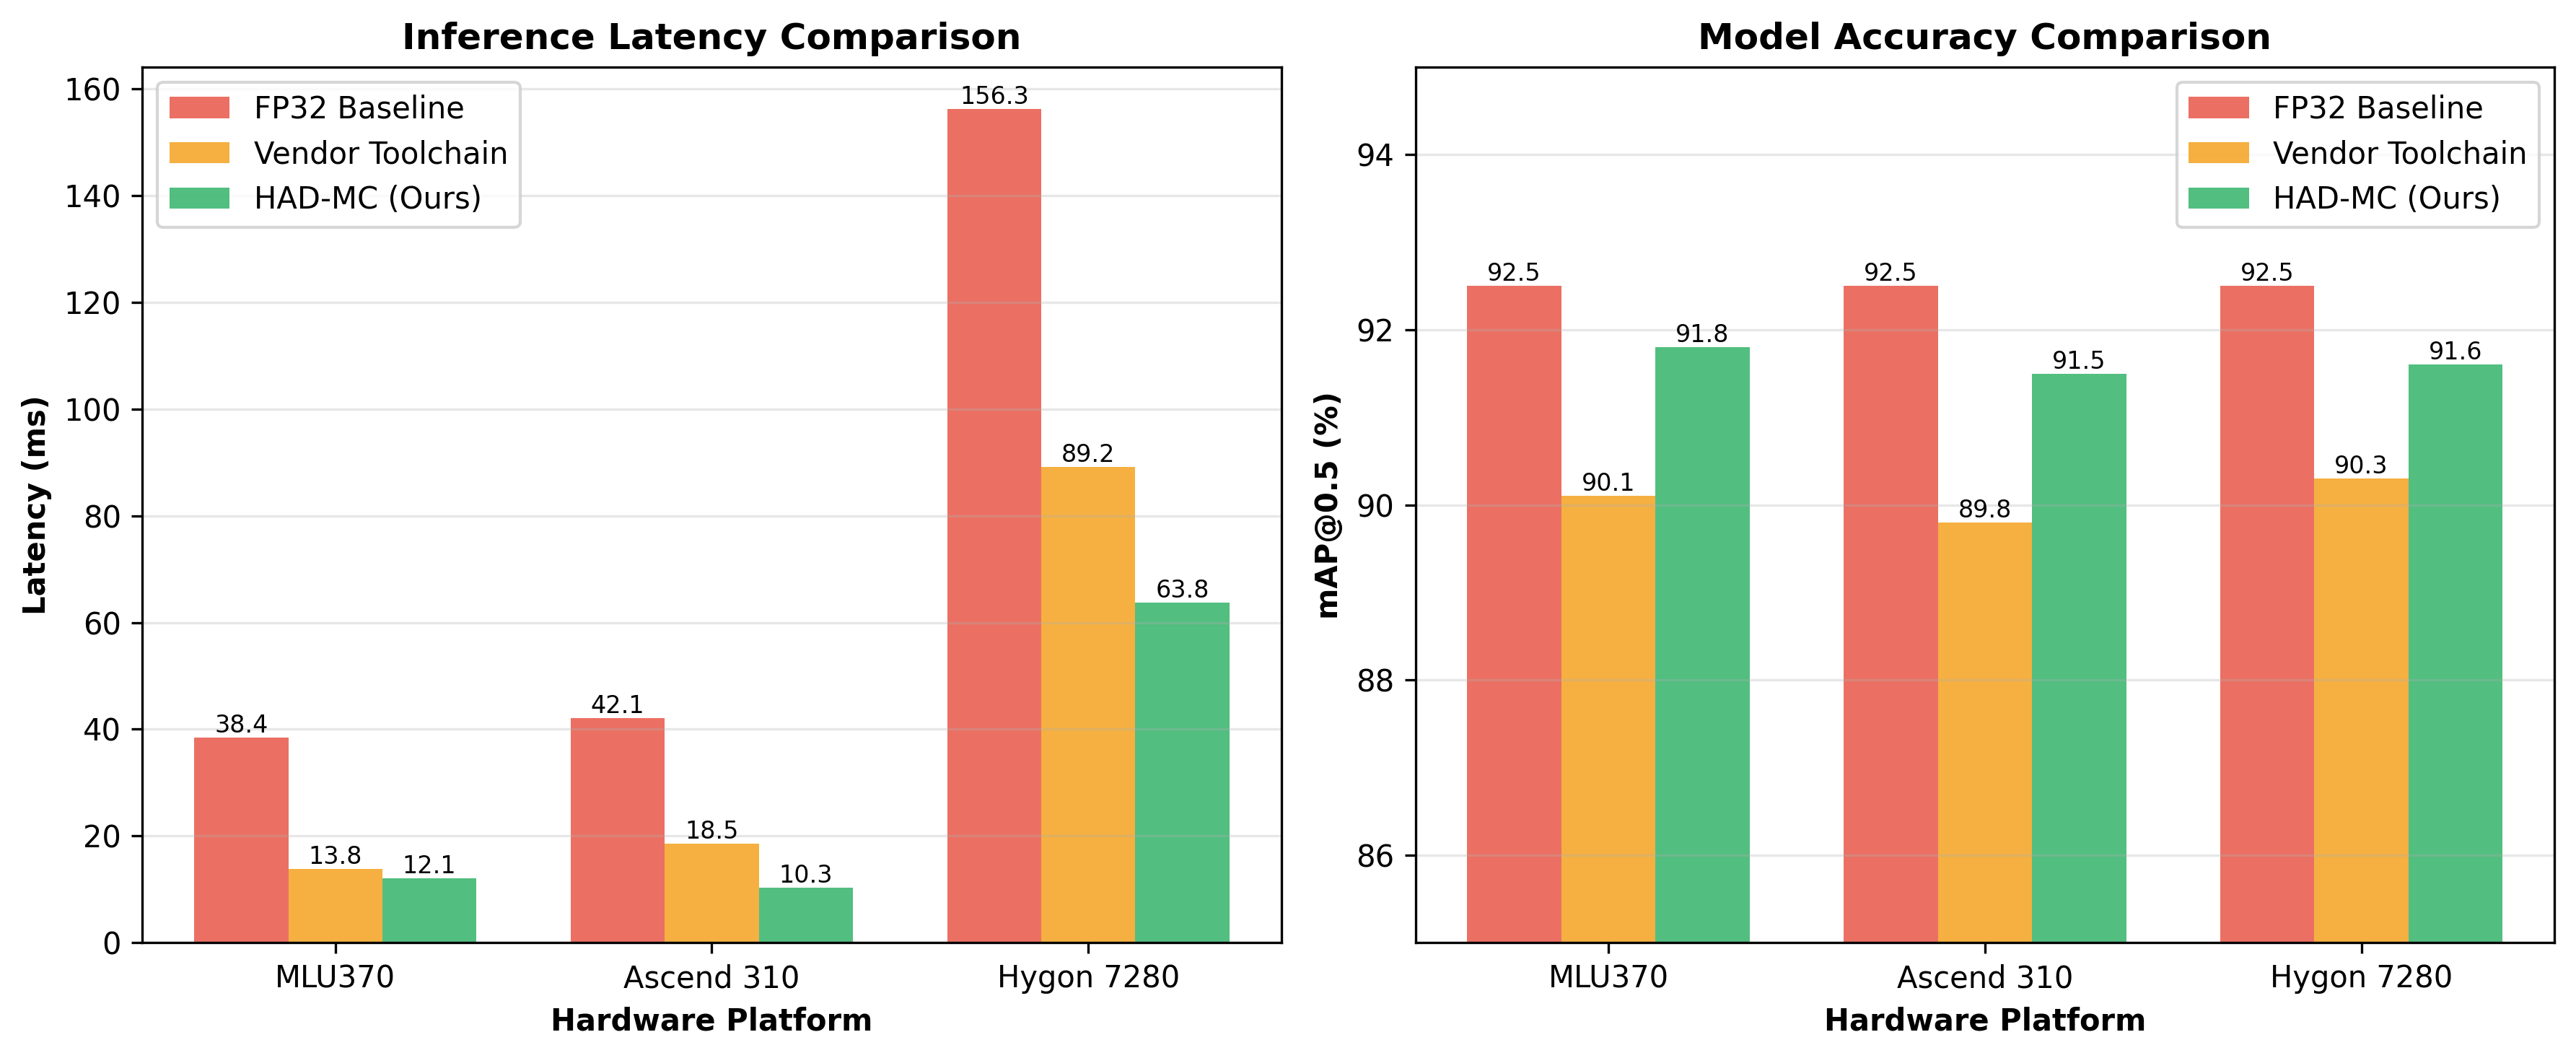 Inference Latency Comparison
Latency (ms)
160
140
120
100
80
60
40
20
0
FP32 Baseline
Vendor Toolchain
HAD-MC (Ours)
38.4
13.8
12.1
42.1
18.5
10.3
156.3
89.2
63.8
MLU370
Ascend 310
Hygon 7280
Hardware Platform
Model Accuracy Comparison
mAP@0.5 (%)
94
92
90
88
86
FP32 Baseline
Vendor Toolchain
HAD-MC (Ours)
92.5
90.1
91.8
92.5
89.8
91.5
92.5
90.3
91.6
MLU370
Ascend 310
Hygon 7280
Hardware Platform